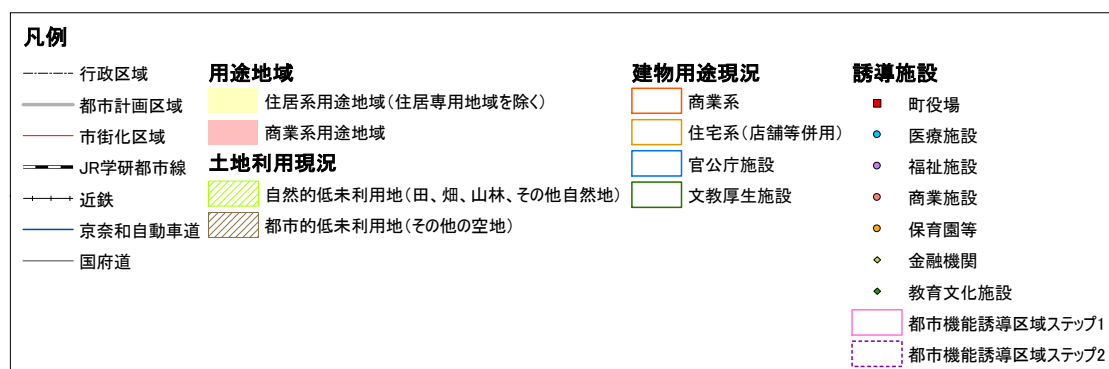 凡例
行政区域
都市計画区域
市街化区域
JR学研都市線
近鉄
京奈和自動車道
国府道
用途地域
住居系用途地域(住居専用地域を除く)
商業系用途地域
土地利用現況
自然的低未利用地(田、畑、山林、その他自然地)
都市的低未利用地(その他の空地)
建物用途現況
商業系
住宅系(店舗等併用)
官公庁施設
文教厚生施設
誘導施設
町役場
医療施設
福祉施設
商業施設
保育園等
金融機関
教育文化施設
都市機能誘導区域ステップ1
都市機能誘導区域ステップ2